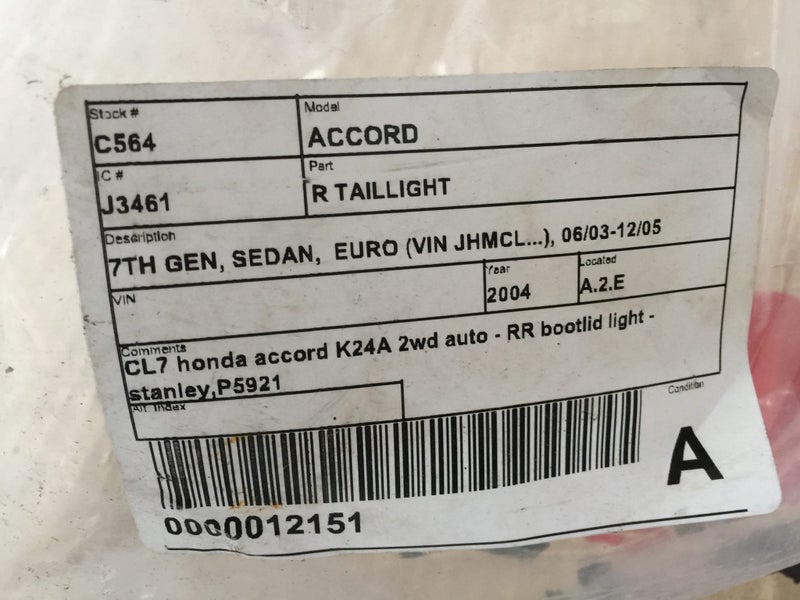 Stock #
Model
C564
ACCORD
IC #
Part
J3461
R TAILLIGHT
Description
7TH GEN, SEDAN, EURO (VIN JHMCL...), 06/03-12/05
VIN
Year
Located
2004
A.2.E
Comments
CL7 honda accord K24A 2wd auto - RR bootlid light -
stanley,P5921
Alt. Index
Condition
A
0000012151